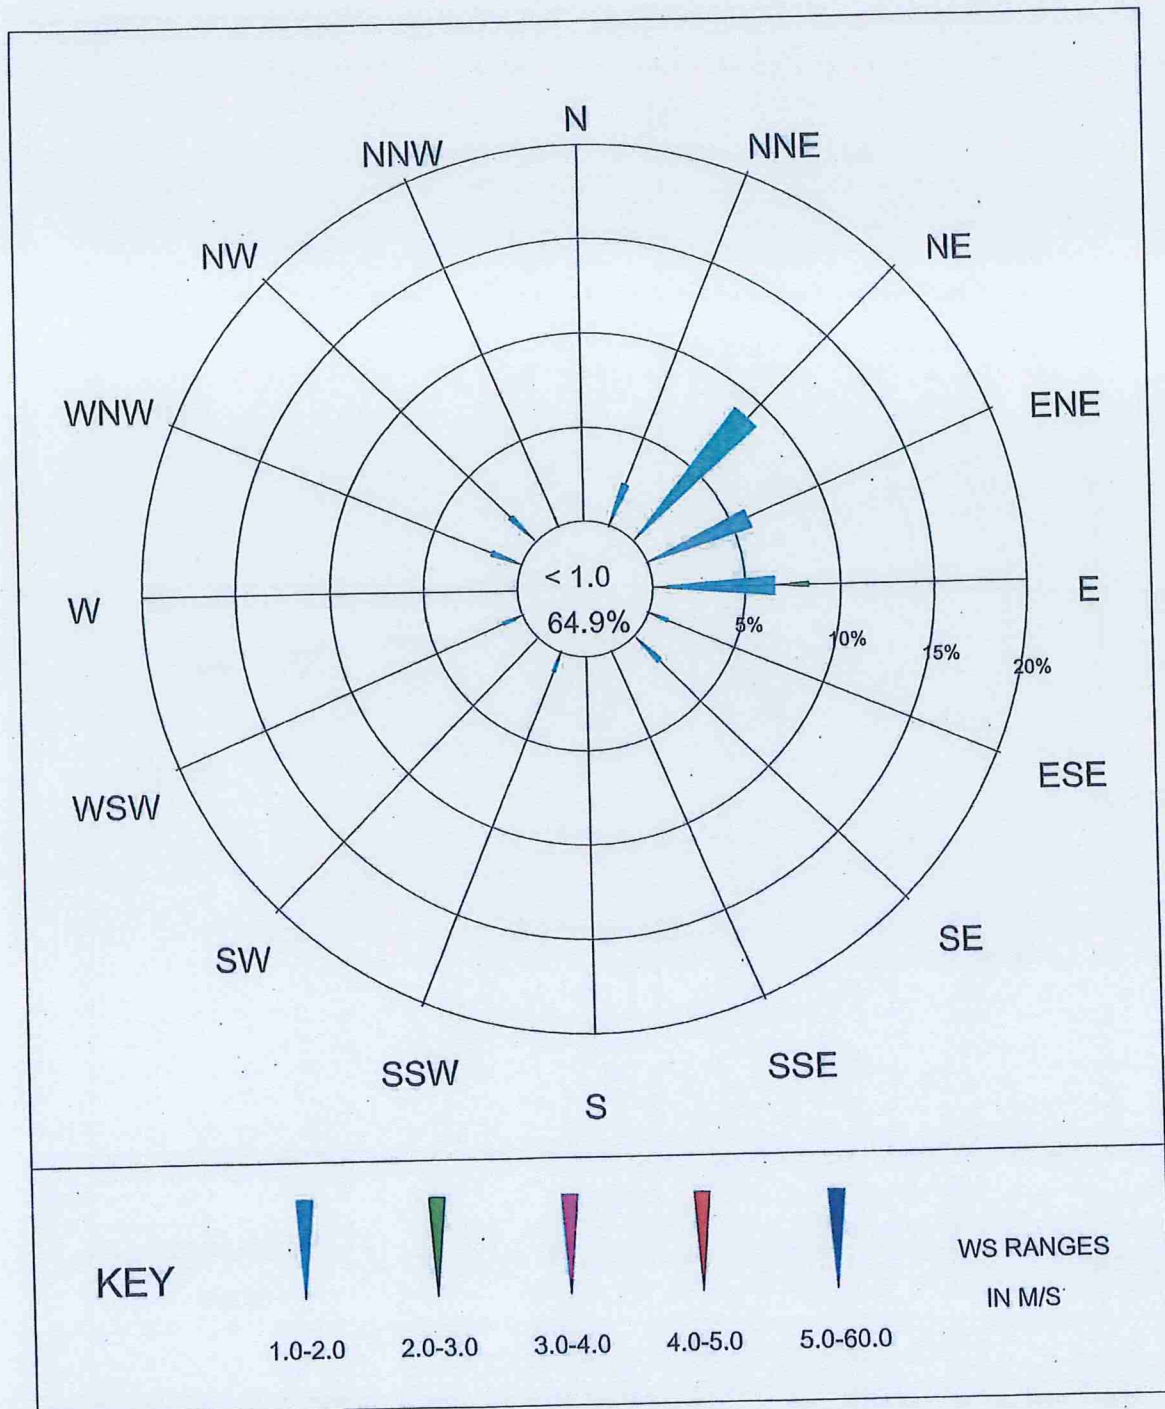 N
NNW
NNE
NW
NE
WNW
ENE
< 1.0
64.9%
W
E
5%
10%
15%
20%
WSW
ESE
SW
SE
SSW
SSE
S
KEY
WS RANGES
IN M/S
1.0-2.0
2.0-3.0
3.0-4.0
4.0-5.0
5.0-60.0